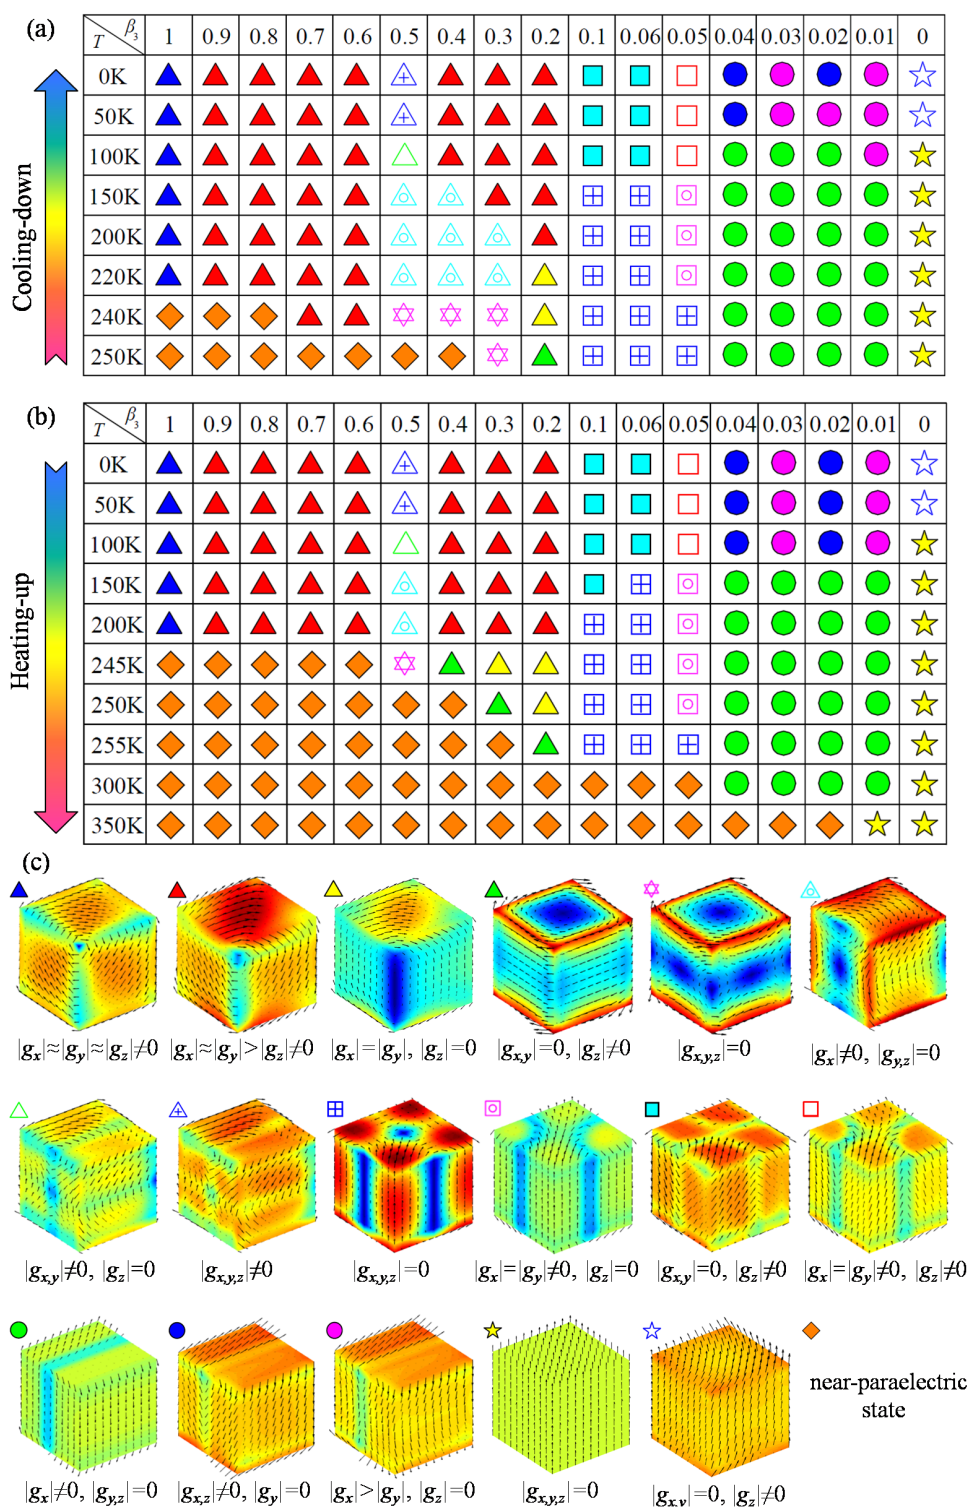 (a)
T β3 1 0.9 0.8 0.7 0.6 0.5 0.4 0.3 0.2 0.1 0.06 0.05 0.04 0.03 0.02 0.01 0
0K
50K
100K
150K
200K
220K
240K
250K
Cooling-down
(b)
T β3 1 0.9 0.8 0.7 0.6 0.5 0.4 0.3 0.2 0.1 0.06 0.05 0.04 0.03 0.02 0.01 0
0K
50K
100K
150K
200K
245K
250K
255K
300K
350K
Heating-up
(c)
|gx|≈|gy|≈|gz|≠0 |gx|≈|gy|>|gz|≠0 |gx|=|gy|, |gz|=0 |gx,y|=0, |gz|≠0 |gx,y,z|=0 |gx|≠0, |gy,z|=0
|gx,y|≠0, |gz|=0 |gx,y,z|≠0 |gx,y,z|=0 |gx|=|gy|≠0, |gz|=0 |gx,y|=0, |gz|≠0 |gx|=|gy|≠0, |gz|≠0
near-paraelectric
state
|gx|≠0, |gy,z|=0 |gx,z|≠0, |gy|=0 |gx|>|gy|, |gz|=0 |gx,y,z|=0 |gx,y|=0, |gz|≠0